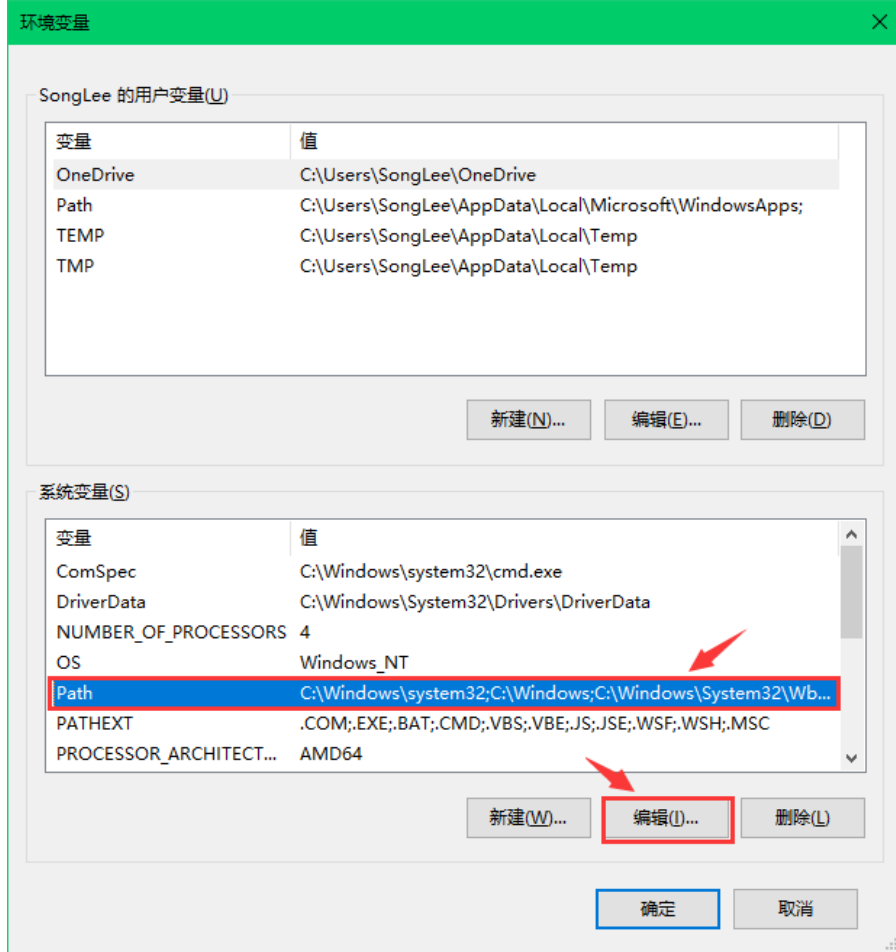 环境变量
SongLee 的用户变量(U)
变量 值
OneDrive C:\Users\SongLee\OneDrive
Path C:\Users\SongLee\AppData\Local\Microsoft\WindowsApps;
TEMP C:\Users\SongLee\AppData\Local\Temp
TMP C:\Users\SongLee\AppData\Local\Temp
新建(N)... 编辑(E)... 删除(D)
系统变量(S)
变量 值
ComSpec C:\Windows\system32\cmd.exe
DriverData C:\Windows\System32\Drivers\DriverData
NUMBER_OF_PROCESSORS 4
OS Windows_NT
Path C:\Windows\system32;C:\Windows;C:\Windows\System32\Wb...
PATHEXT .COM;.EXE;.BAT;.CMD;.VBS;.VBE;.JS;.JSE;.WSF;.WSH;.MSC
PROCESSOR_ARCHITECT... AMD64
新建(W)... 编辑(I)... 删除(L)
确定 取消